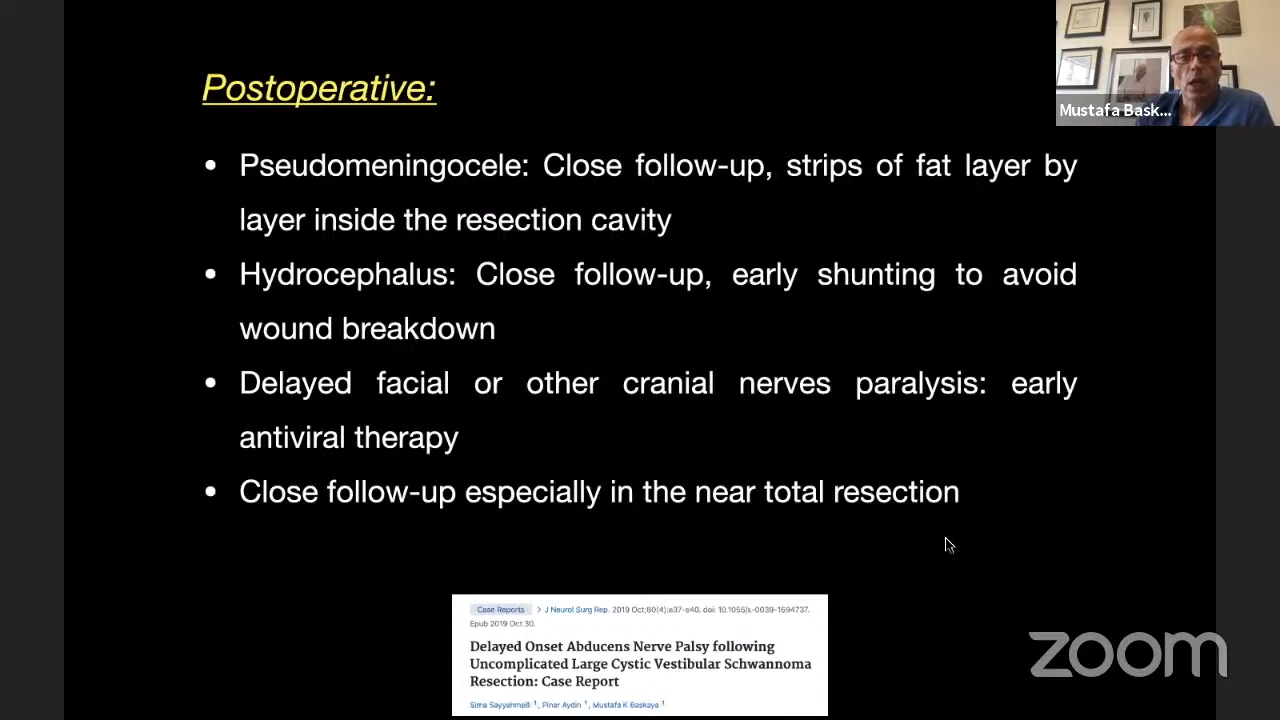 Postoperative:
Mustafa Bask...
• Pseudomeningocele: Close follow-up, strips of fat layer by
layer inside the resection cavity
• Hydrocephalus: Close follow-up, early shunting to avoid
wound breakdown
• Delayed facial or other cranial nerves paralysis: early
antiviral therapy
• Close follow-up especially in the near total resection
Case Reports > J Neurol Surg Rep. 2019 Oct;80(4):e37-e40. doi: 10.1055/s-0039-1694737.
Epub 2019 Oct 30.
Delayed Onset Abducens Nerve Palsy following
Uncomplicated Large Cystic Vestibular Schwannoma
Resection: Case Report
Sima Sayyahmelli 1, Pinar Aydin 1, Mustafa K Baskaya 1
zoom